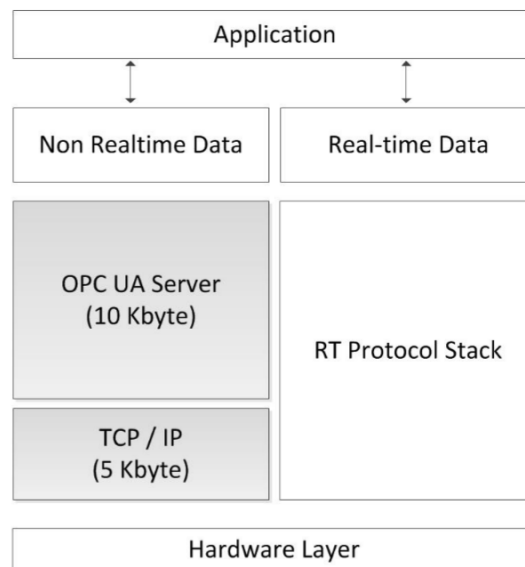 Application
Non Realtime Data
Real-time Data
OPC UA Server
(10 Kbyte)
RT Protocol Stack
TCP / IP
(5 Kbyte)
Hardware Layer